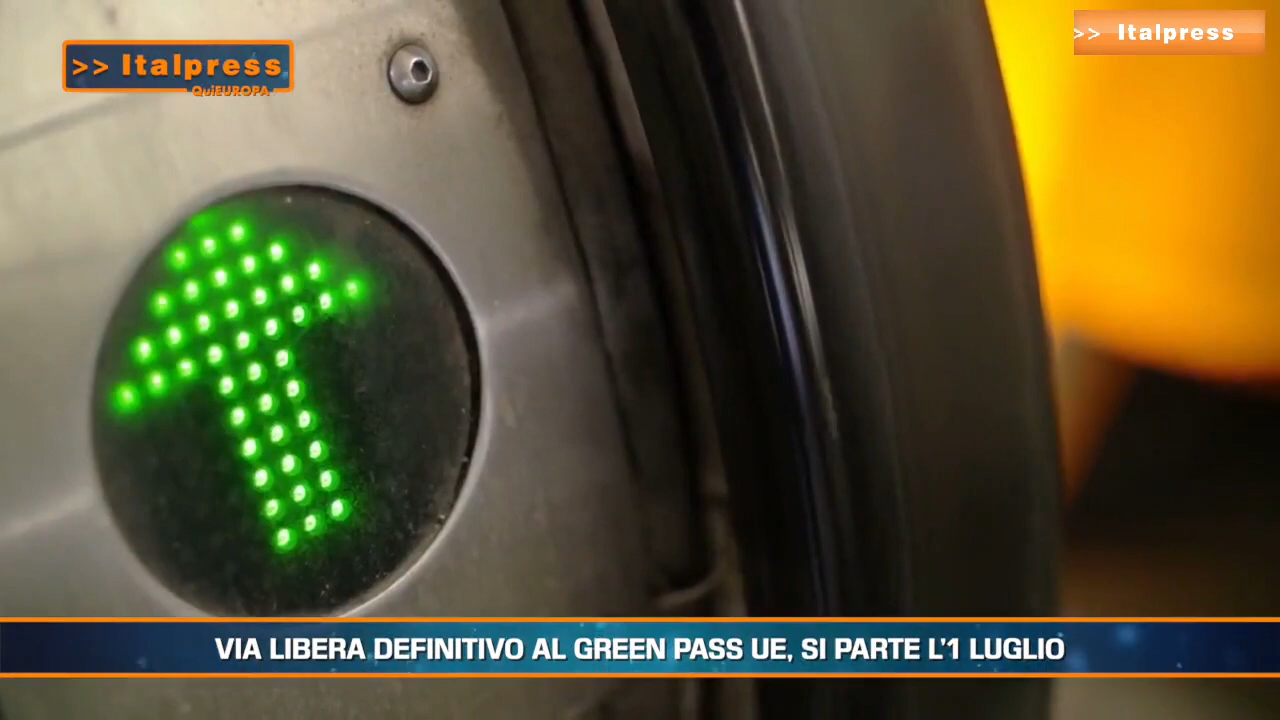 >> Italpress
QuiEUROPA
>> Italpress
VIA LIBERA DEFINITIVO AL GREEN PASS UE, SI PARTE L'1 LUGLIO